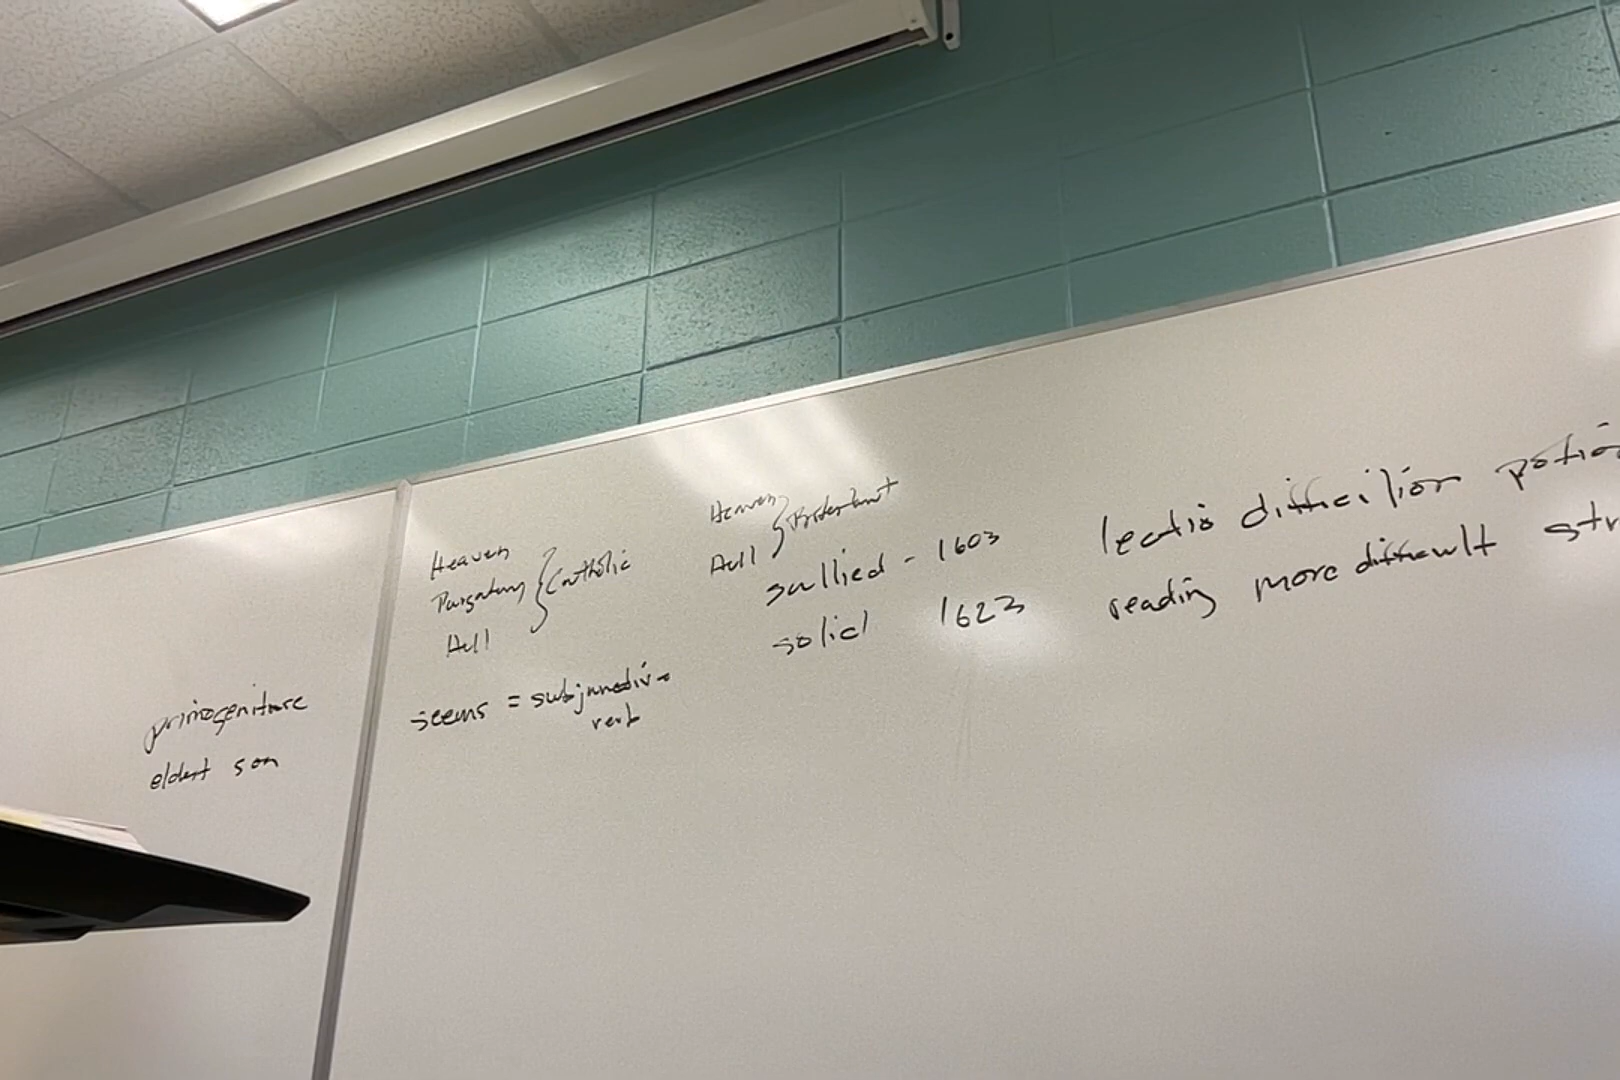 primogeniture
eldest son
Heaven
Purgatory
Hell
Catholic
seems = subjunctive
verb
Heaven
Hell
Protestant
sullied - 1603
solid 1623
lectio difficilior
reading more difficult